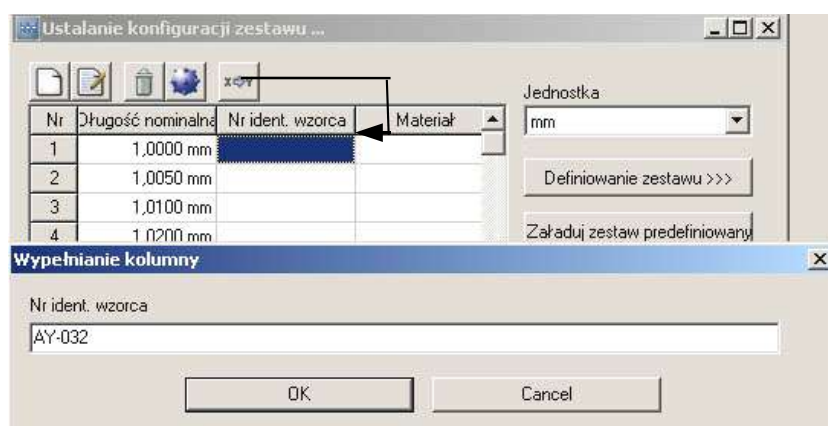 Ustalanie konfiguracji zestawu ...
X⇨Y
Jednostka
mm
Nr Długość nominalna Nr ident. wzorca Materiał
1 1,0000 mm
2 1,0050 mm
3 1,0100 mm
4 1,0200 mm
Definiowanie zestawu >>>
Załaduj zestaw predefiniowany
Wypełnianie kolumny
Nr ident. wzorca
AY-032
OK Cancel